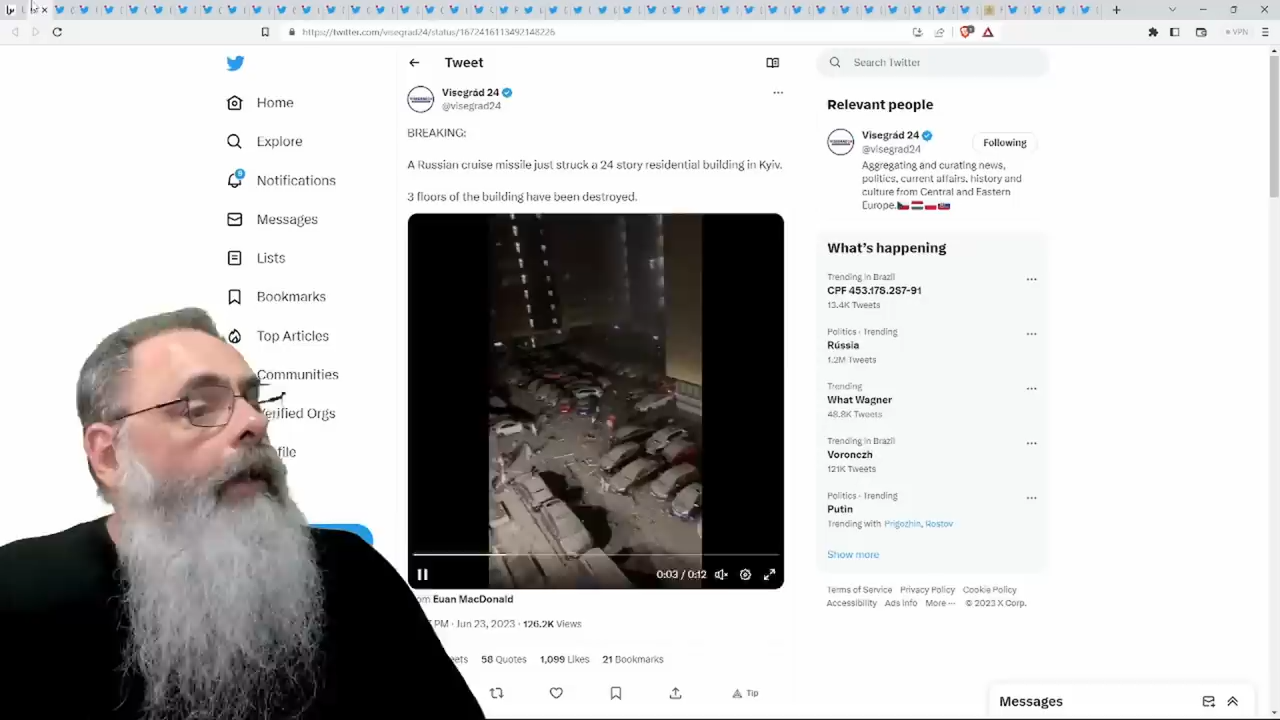 https://twitter.com/visegrad24/status/1672416113492148226
VPN
Home
Explore
9
Notifications
Messages
Lists
Bookmarks
Top Articles
Communities
Verified Orgs
Tweet
Visegrád 24
@visegrad24
BREAKING:
A Russian cruise missile just struck a 24 story residential building in Kyiv.
3 floors of the building have been destroyed.
0:03 / 0:12
Euan MacDonald
PM · Jun 23, 2023 · 126.2K Views
58 Quotes 1,099 Likes 21 Bookmarks
Tip
Search Twitter
Relevant people
Visegrád 24
@visegrad24
Following
Aggregating and curating news,
politics, current affairs, history and
culture from Central and Eastern
Europe.🇨🇿🇭🇺🇵🇱🇸🇰
What's happening
Trending in Brazil
CPF 453.178.287-91
13.4K Tweets
Politics · Trending
Rússia
1.2M Tweets
Trending
What Wagner
48.8K Tweets
Trending in Brazil
Voronezh
121K Tweets
Politics · Trending
Putin
Trending with Prigozhin, Rostov
Show more
Terms of Service Privacy Policy Cookie Policy
Accessibility Ads info More ··· © 2023 X Corp.
Messages